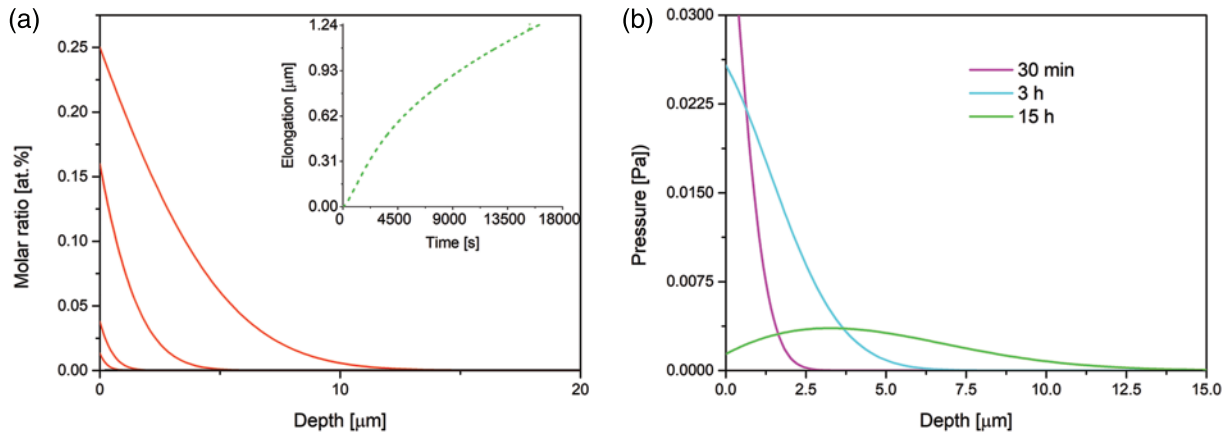 (a)
Molar ratio [at.%]
0.25
0.20
0.15
0.10
0.05
0.00
0
10
20
Depth [μm]
Elongation [μm]
1.24
0.93
0.62
0.31
0.00
0
4500
9000
13500
18000
Time [s]
(b)
Pressure [Pa])
0.0300
0.0225
0.0150
0.0075
0.0000
0.0
2.5
5.0
7.5
10.0
12.5
15.0
Depth [μm]
30 min
3 h
15 h